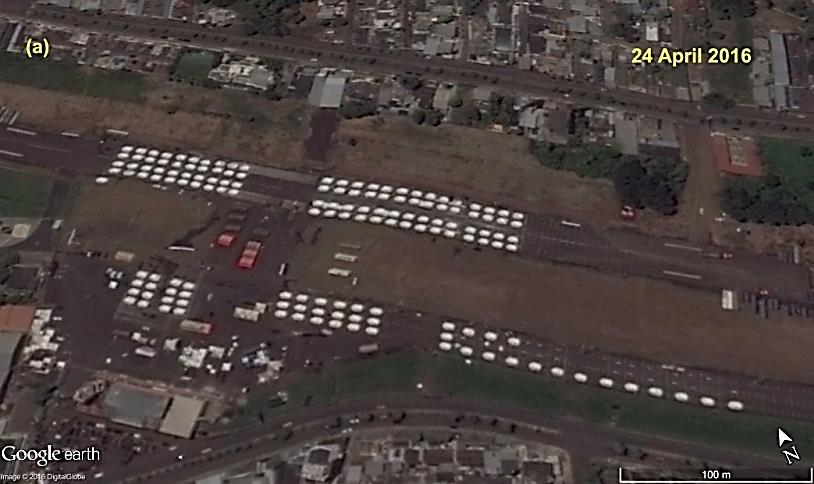 (a)
24 April 2016
Google earth
Image © 2016 DigitalGlobe
N
100 m